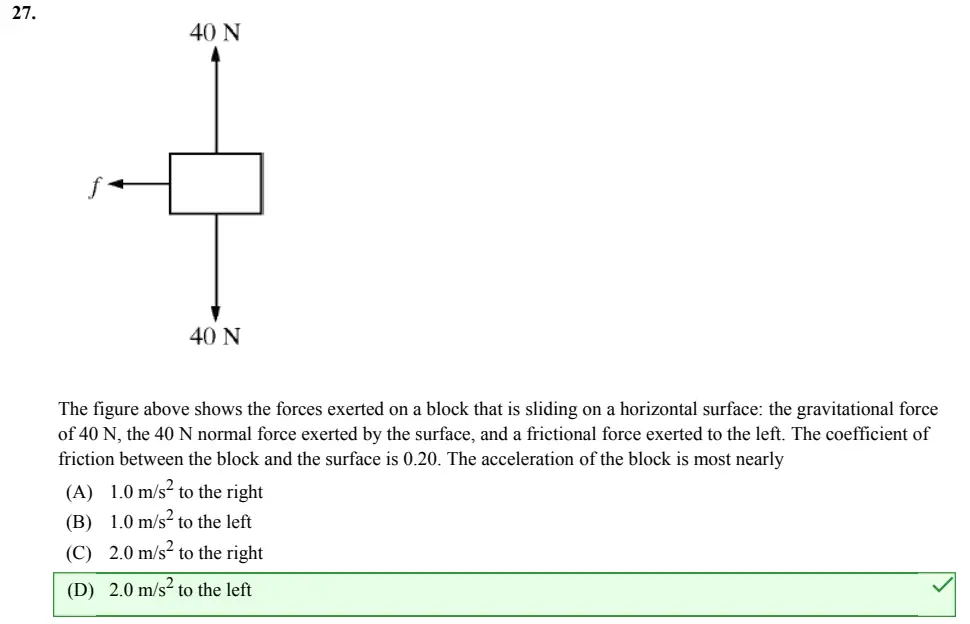 27.
40 N
f
40 N
The figure above shows the forces exerted on a block that is sliding on a horizontal surface: the gravitational force
of 40 N, the 40 N normal force exerted by the surface, and a frictional force exerted to the left. The coefficient of
friction between the block and the surface is 0.20. The acceleration of the block is most nearly
(A) 1.0 m/s² to the right
(B) 1.0 m/s² to the left
(C) 2.0 m/s² to the right
(D) 2.0 m/s² to the left